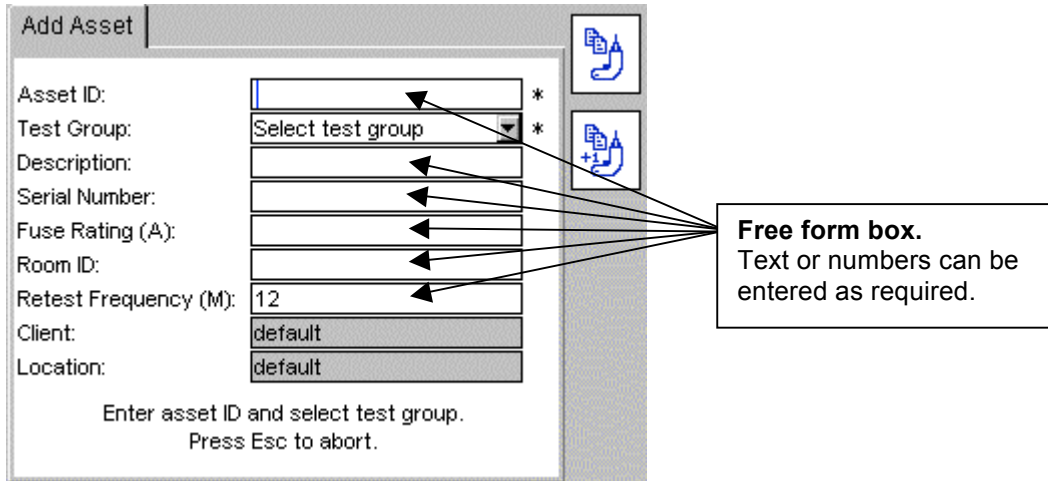 Add Asset
Asset ID: *
Test Group: Select test group *
Description:
Serial Number:
Fuse Rating (A):
Room ID:
Retest Frequency (M): 12
Client: default
Location: default
Enter asset ID and select test group.
Press Esc to abort.
+1
Free form box.
Text or numbers can be
entered as required.